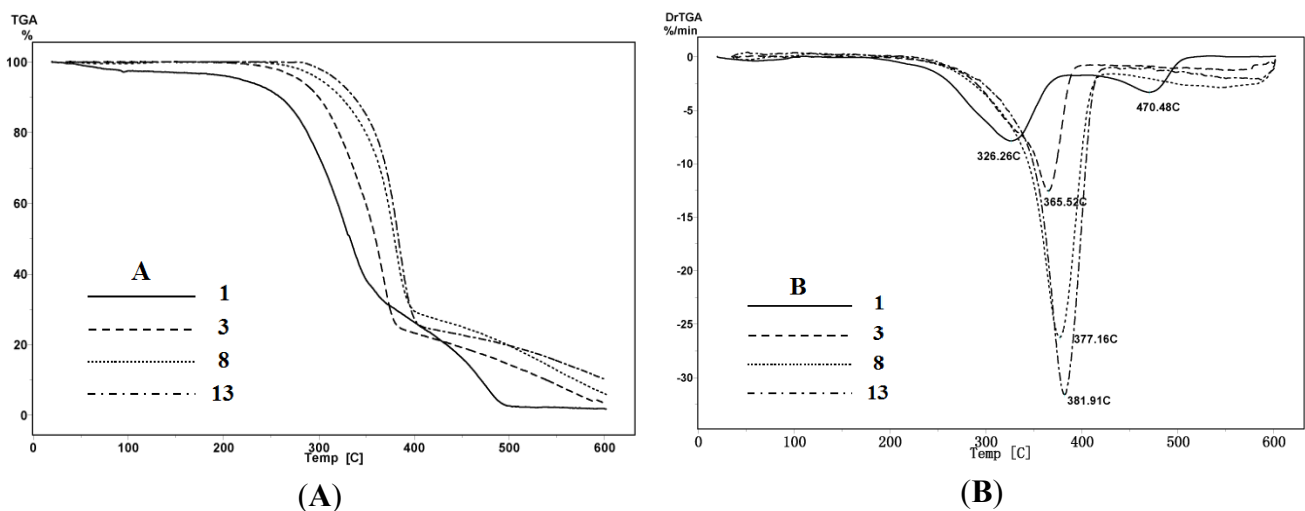 TGA
%
100
80
60
40
20
0
A
1
3
8
13
0
100
200
300
400
500
600
Temp [C]
(A)
DrTGA
%/min
0
-5
-10
-15
-20
-25
-30
470.48C
326.26C
365.52C
377.16C
381.91C
B
1
3
8
13
0
100
200
300
400
500
600
Temp [C]
(B)